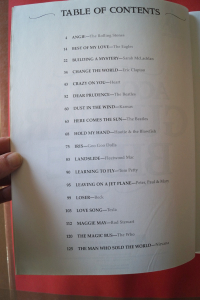 TABLE OF CONTENTS
4 ANGIE—The Rolling Stones
11 BEST OF MY LOVE—The Eagles
BUILDING A MYSTERY—Sarah McLachlan
CHANGE THE WORLD—Eric Clapton
CRAZY ON YOU—Heart
52 DEAR PRUDENCE—The Beatles
DUST IN THE WIND—Kansas
HERE COMES THE SUN—The Beatles
HOLD MY HAND—Hootie & the Blowfish
IRIS—Goo Goo Dolls
LANDSLIDE—Fleetwood Mac
LEARNING TO FLY—Tom Petty
LEAVING ON A JET PLANE—Peter, Paul & Mary
LOSER—Beck
LOVE SONG—Tesla
MAGGIE MAY—Rod Stewart
THE MAGIC BUS—The Who
THE MAN WHO SOLD THE WORLD—Nirvana